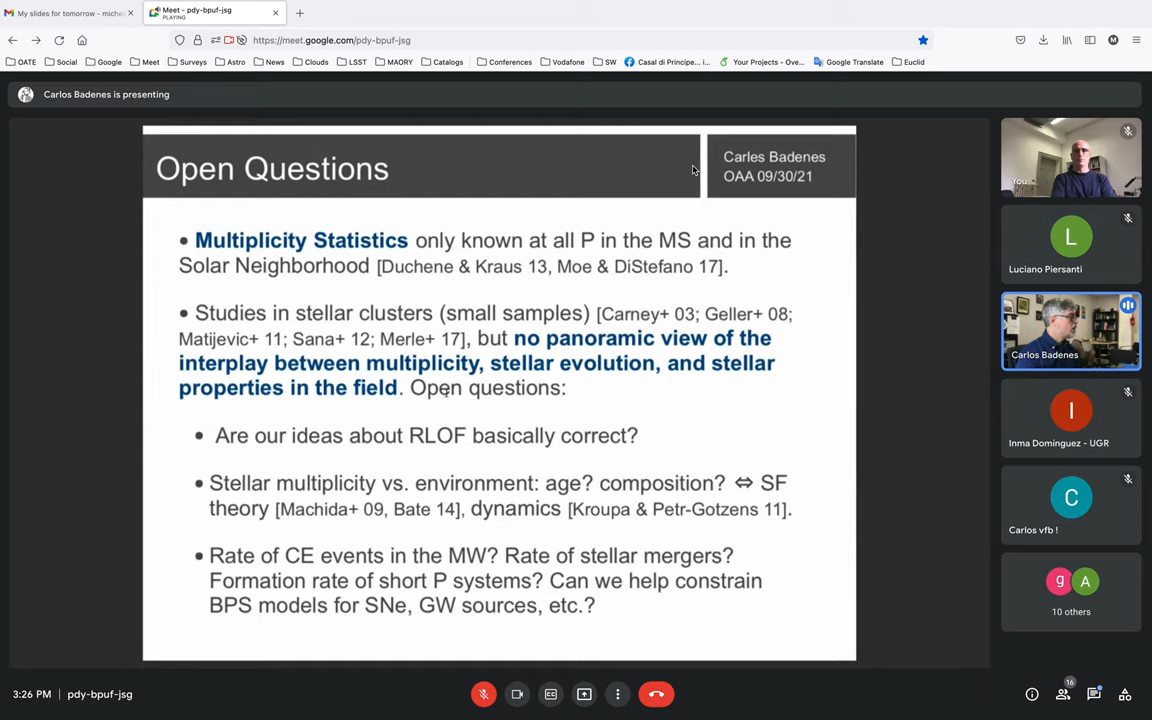 My slides for tomorrow - michel
Meet - pdy-bpuf-jsg
PLAYING
https://meet.google.com/pdy-bpuf-jsg
OATE
Social
Google
Meet
Surveys
Astro
News
Clouds
LSST
MAORY
Catalogs
Conferences
Vodafone
SW
Casal di Principe... i...
Your Projects - Ove...
Google Translate
Euclid
Carlos Badenes is presenting
Open Questions
Carles Badenes
OAA 09/30/21
• Multiplicity Statistics only known at all P in the MS and in the
Solar Neighborhood [Duchene & Kraus 13, Moe & DiStefano 17].
• Studies in stellar clusters (small samples) [Carney+ 03; Geller+ 08;
Matijevic+ 11; Sana+ 12; Merle+ 17], but no panoramic view of the
interplay between multiplicity, stellar evolution, and stellar
properties in the field. Open questions:
• Are our ideas about RLOF basically correct?
• Stellar multiplicity vs. environment: age? composition? ⇔ SF
theory [Machida+ 09, Bate 14], dynamics [Kroupa & Petr-Gotzens 11].
• Rate of CE events in the MW? Rate of stellar mergers?
Formation rate of short P systems? Can we help constrain
BPS models for SNe, GW sources, etc.?
You
L
Luciano Piersanti
Carlos Badenes
I
Inma Dominguez - UGR
C
Carlos vfb !
g A
10 others
3:26 PM | pdy-bpuf-jsg
CC
16